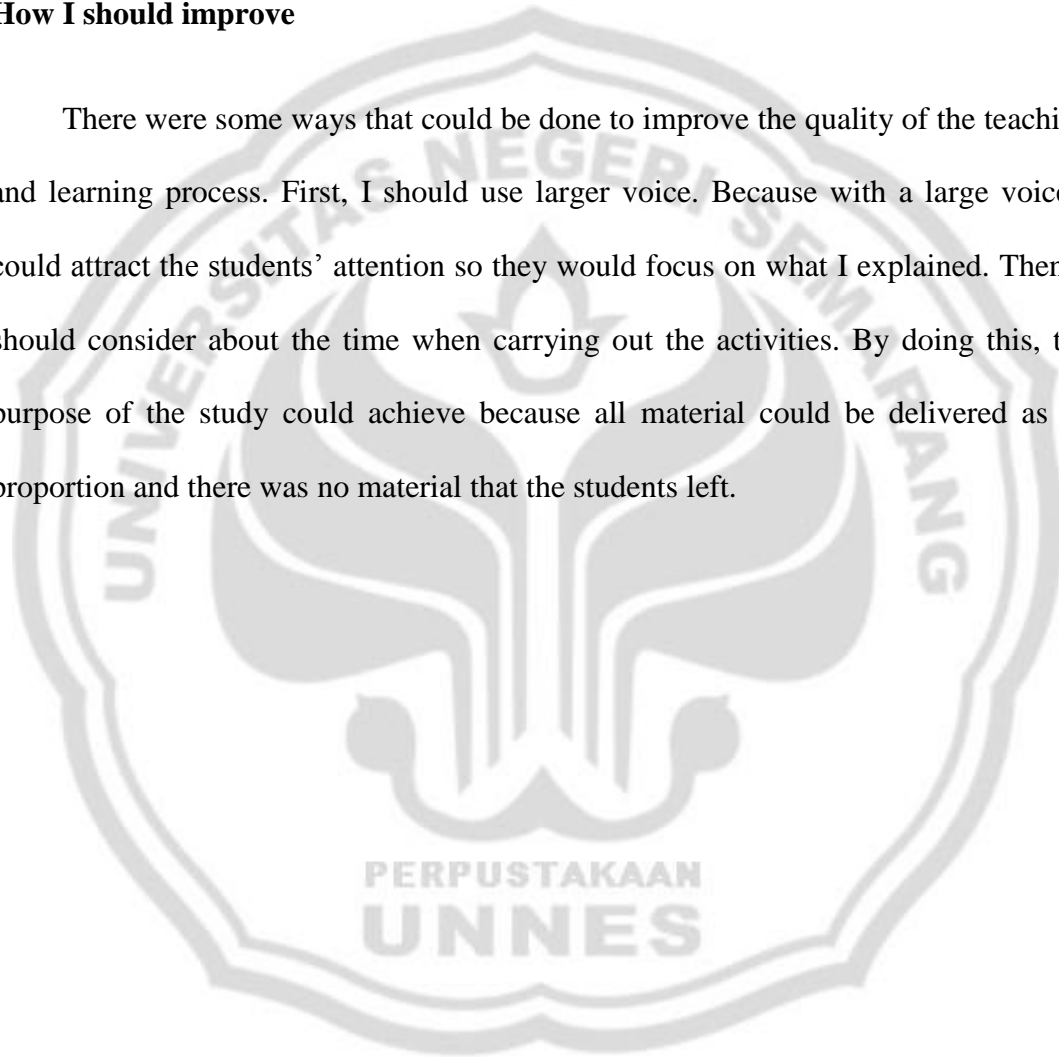 How I should improve
There were some ways that could be done to improve the quality of the teachi
and learning process. First, I should use larger voice. Because with a large voice
could attract the students’ attention so they would focus on what I explained. Then
should consider about the time when carrying out the activities. By doing this, t
purpose of the study could achieve because all material could be delivered as
proportion and there was no material that the students left.
UNIVERSITAS NEGERI SEMARANG
PERPUSTAKAAN
UNNES